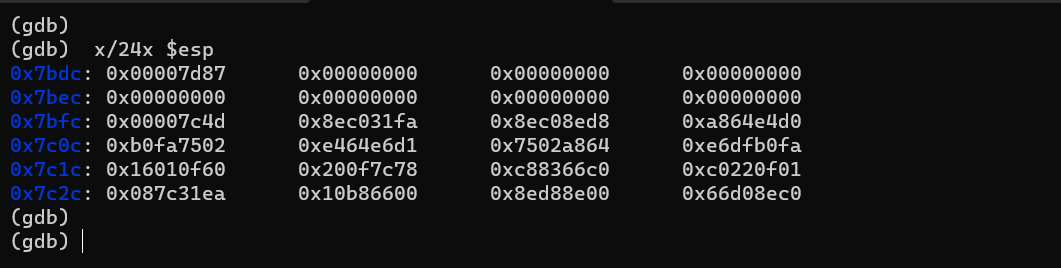 (gdb)
(gdb)  x/24x $esp
0x7bdc: 0x00007d87 0x00000000 0x00000000 0x00000000
0x7bec: 0x00000000 0x00000000 0x00000000 0x00000000
0x7bfc: 0x00007c4d 0x8ec031fa 0x8ec08ed8 0xa864e4d0
0x7c0c: 0xb0fa7502 0xe464e6d1 0x7502a864 0xe6dfb0fa
0x7c1c: 0x16010f60 0x200f7c78 0xc88366c0 0xc0220f01
0x7c2c: 0x087c31ea 0x10b86600 0x8ed88e00 0x66d08ec0
(gdb)
(gdb)